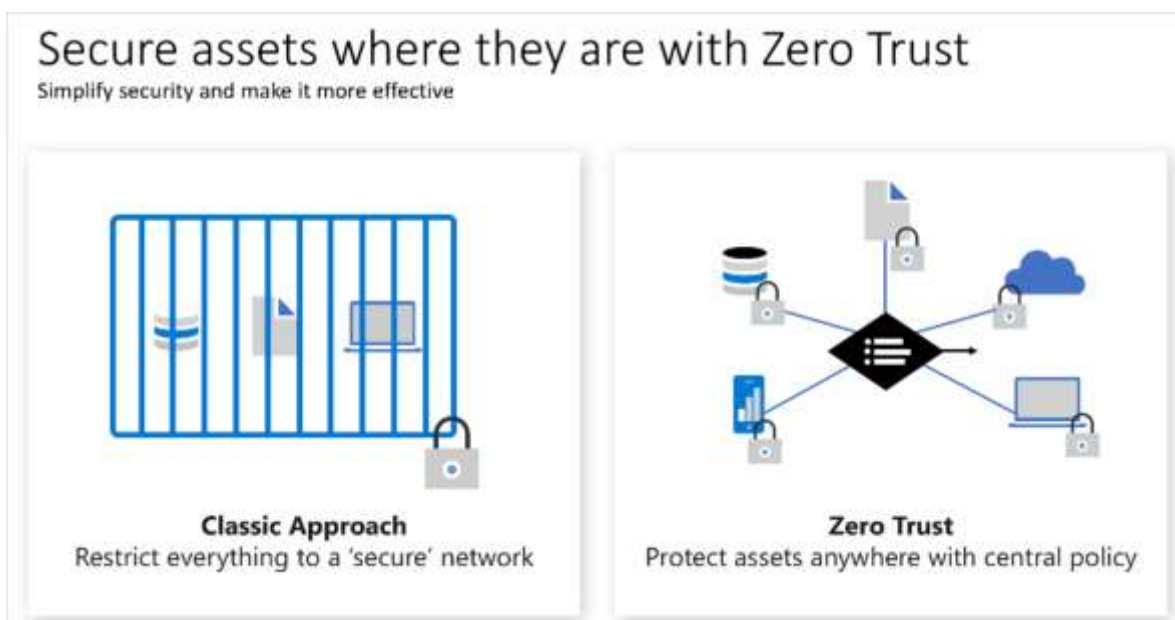 Secure assets where they are with Zero Trust
Simplify security and make it more effective
Classic Approach
Restrict everything to a ‘secure’ network
Zero Trust
Protect assets anywhere with central policy